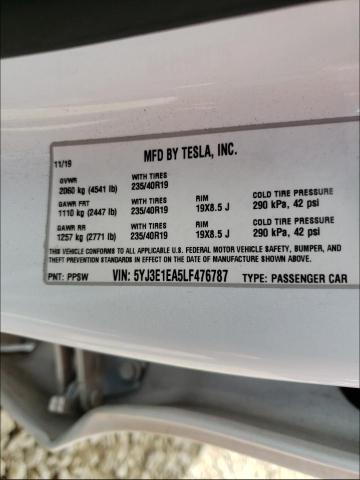 11/19 MFD BY TESLA, INC.
GVWR WITH TIRES
2060 kg (4541 lb) 235/40R19
GAWR FRT WITH TIRES RIM COLD TIRE PRESSURE
1110 kg (2447 lb) 235/40R19 19X8.5 J 290 kPa, 42 psi
GAWR RR WITH TIRES RIM COLD TIRE PRESSURE
1257 kg (2771 lb) 235/40R19 19X8.5 J 290 kPa, 42 psi
THIS VEHICLE CONFORMS TO ALL APPLICABLE U.S. FEDERAL MOTOR VEHICLE SAFETY, BUMPER, AND
THEFT PREVENTION STANDARDS IN EFFECT ON THE DATE OF MANUFACTURE SHOWN ABOVE.
PNT: PPSW VIN: 5YJ3E1EA5LF476787 TYPE: PASSENGER CAR